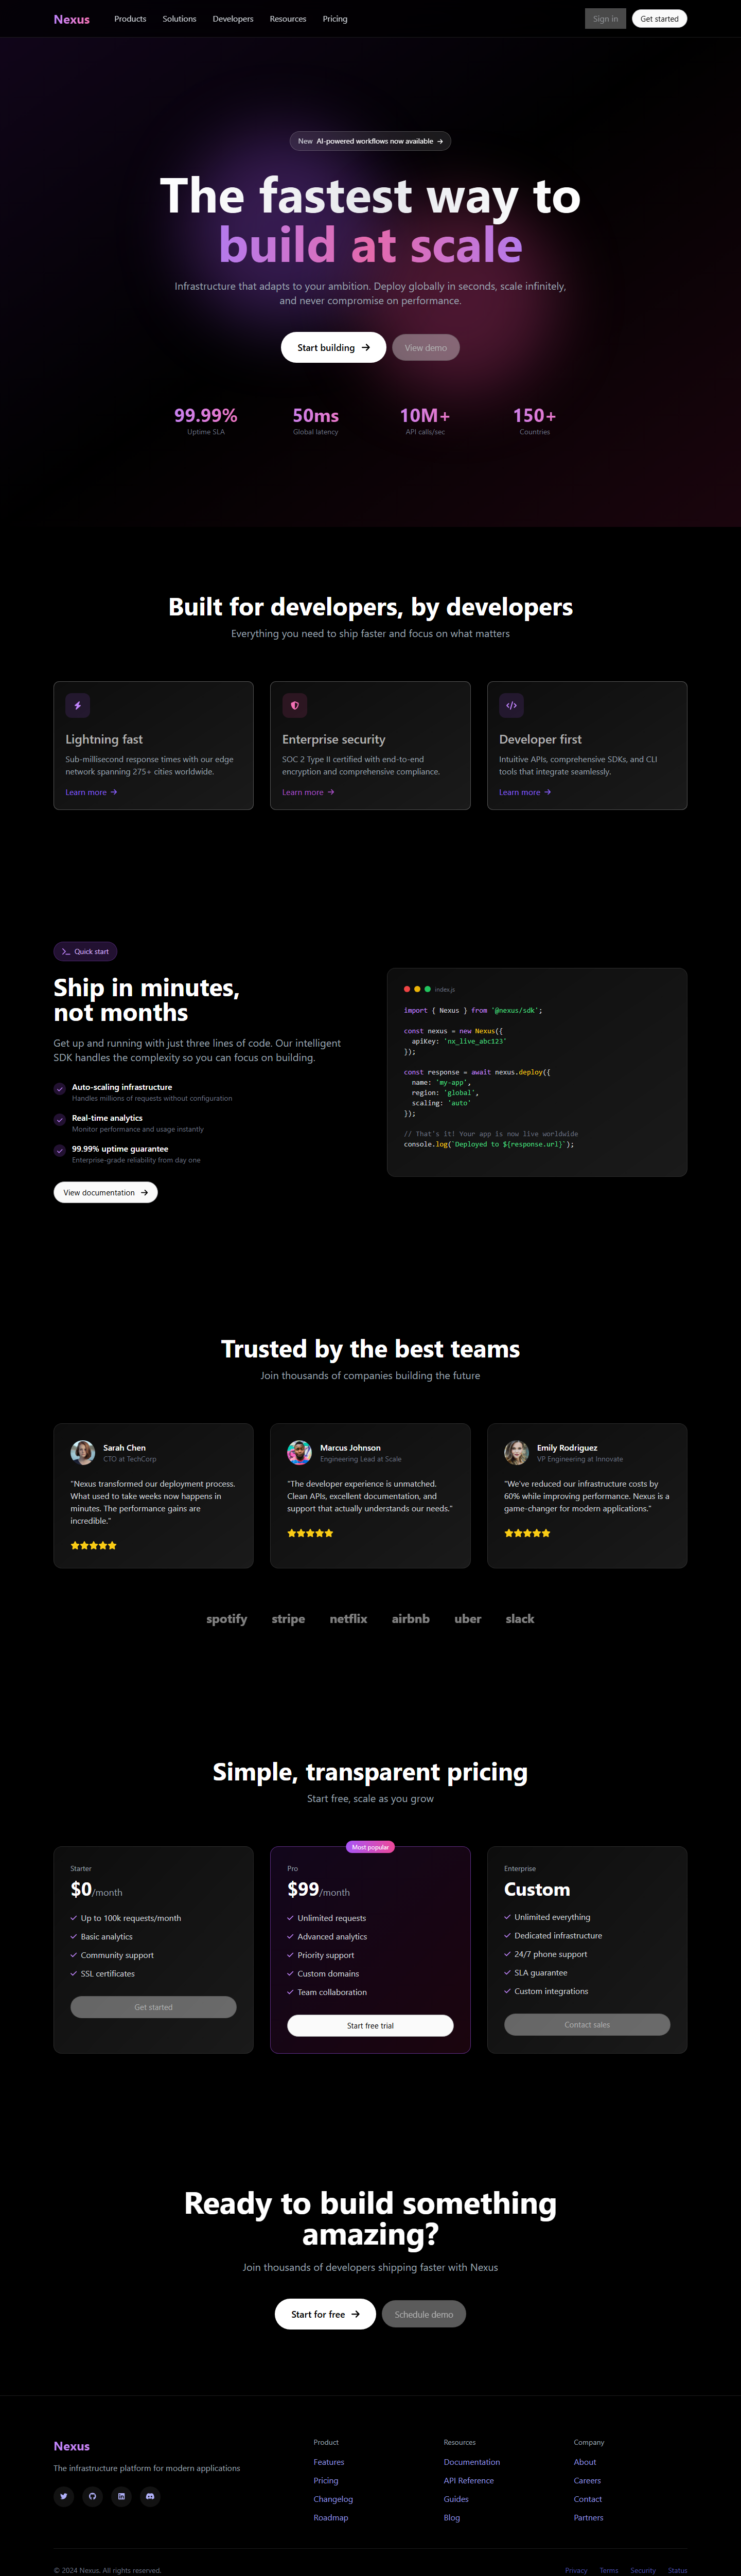 Nexus
Products
Solutions
Developers
Resources
Pricing
Sign in
Get started
New AI-powered workflows now available
The fastest way to
build at scale
Infrastructure that adapts to your ambition. Deploy globally in seconds, scale infinitely,
and never compromise on performance.
Start building
View demo
99.99%
Uptime SLA
50ms
Global latency
10M+
API calls/sec
150+
Countries
Built for developers, by developers
Everything you need to ship faster and focus on what matters
Lightning fast
Sub-millisecond response times with our edge
network spanning 275+ cities worldwide.
Learn more
Enterprise security
SOC 2 Type II certified with end-to-end
encryption and comprehensive compliance.
Learn more
Developer first
Intuitive APIs, comprehensive SDKs, and CLI
tools that integrate seamlessly.
Learn more
Quick start
Ship in minutes,
not months
Get up and running with just three lines of code. Our intelligent
SDK handles the complexity so you can focus on building.
Auto-scaling infrastructure
Handles millions of requests without configuration
Real-time analytics
Monitor performance and usage instantly
99.99% uptime guarantee
Enterprise-grade reliability from day one
View documentation
index.js
import { Nexus } from '@nexus/sdk';
const nexus = new Nexus({
apiKey: 'nx_live_abc123'
});
const response = await nexus.deploy({
name: 'my-app',
region: 'global',
scaling: 'auto'
});
// That's it! Your app is now live worldwide
console.log(`Deployed to ${response.url}`);
Trusted by the best teams
Join thousands of companies building the future
Sarah Chen
CTO at TechCorp
"Nexus transformed our deployment process.
What used to take weeks now happens in
minutes. The performance gains are
incredible."
Marcus Johnson
Engineering Lead at Scale
"The developer experience is unmatched.
Clean APIs, excellent documentation, and
support that actually understands our needs."
Emily Rodriguez
VP Engineering at Innovate
"We've reduced our infrastructure costs by
60% while improving performance. Nexus is a
game-changer for modern applications."
spotify
stripe
netflix
airbnb
uber
slack
Simple, transparent pricing
Start free, scale as you grow
Starter
$0/month
Up to 100k requests/month
Basic analytics
Community support
SSL certificates
Get started
Most popular
Pro
$99/month
Unlimited requests
Advanced analytics
Priority support
Custom domains
Team collaboration
Start free trial
Enterprise
Custom
Unlimited everything
Dedicated infrastructure
24/7 phone support
SLA guarantee
Custom integrations
Contact sales
Ready to build something
amazing?
Join thousands of developers shipping faster with Nexus
Start for free
Schedule demo
Nexus
The infrastructure platform for modern applications
Product
Features
Pricing
Changelog
Roadmap
Resources
Documentation
API Reference
Guides
Blog
Company
About
Careers
Contact
Partners
© 2024 Nexus. All rights reserved.
Privacy
Terms
Security
Status